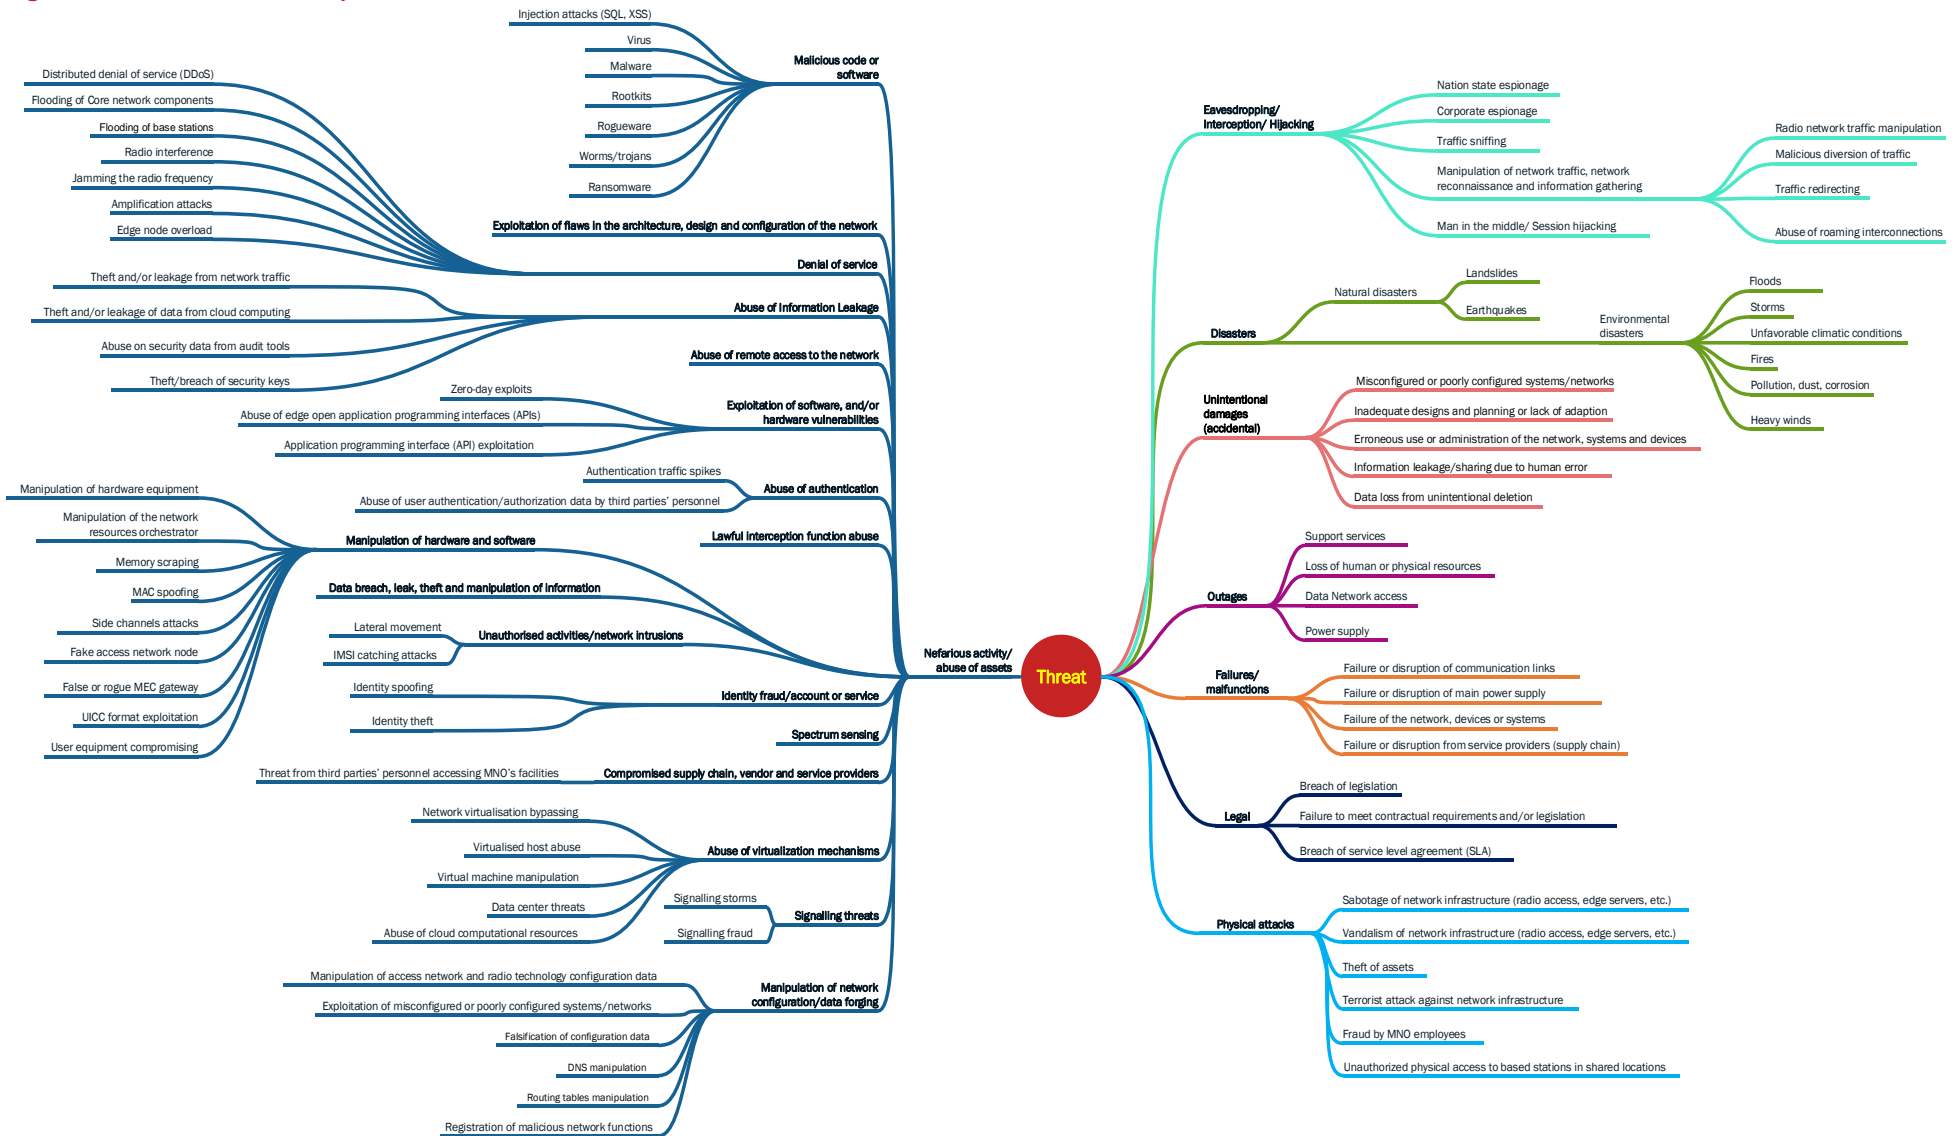 Injection attacks (SQL, XSS)
Virus
Malware
Rootkits
Rogueware
Worms/trojans
Ransomware
Malicious code or
software
Distributed denial of service (DDoS)
Flooding of Core network components
Flooding of base stations
Radio interference
Jamming the radio frequency
Amplification attacks
Edge node overload
Exploitation of flaws in the architecture, design and configuration of the network
Denial of service
Theft and/or leakage from network traffic
Theft and/or leakage of data from cloud computing
Abuse on security data from audit tools
Theft/breach of security keys
Abuse of Information Leakage
Abuse of remote access to the network
Zero-day exploits
Abuse of edge open application programming interfaces (APIs)
Application programming interface (API) exploitation
Exploitation of software, and/or
hardware vulnerabilities
Authentication traffic spikes
Abuse of user authentication/authorization data by third parties' personnel
Abuse of authentication
Lawful interception function abuse
Manipulation of hardware equipment
Manipulation of the network
resources orchestrator
Memory scraping
MAC spoofing
Side channels attacks
Fake access network node
False or rogue MEC gateway
UICC format exploitation
User equipment compromising
Manipulation of hardware and software
Data breach, leak, theft and manipulation of information
Lateral movement
IMSI catching attacks
Unauthorised activities/network intrusions
Identity spoofing
Identity theft
Identity fraud/account or service
Spectrum sensing
Threat from third parties' personnel accessing MNO's facilities
Compromised supply chain, vendor and service providers
Network virtualisation bypassing
Virtualised host abuse
Virtual machine manipulation
Data center threats
Abuse of cloud computational resources
Abuse of virtualization mechanisms
Signalling storms
Signalling fraud
Signalling threats
Manipulation of access network and radio technology configuration data
Exploitation of misconfigured or poorly configured systems/networks
Falsification of configuration data
DNS manipulation
Routing tables manipulation
Registration of malicious network functions
Manipulation of network
configuration/data forging
Nefarious activity/
abuse of assets
Threat
Eavesdropping/
Interception/ Hijacking
Nation state espionage
Corporate espionage
Traffic sniffing
Manipulation of network traffic, network
reconnaissance and information gathering
Man in the middle/ Session hijacking
Radio network traffic manipulation
Malicious diversion of traffic
Traffic redirecting
Abuse of roaming interconnections
Disasters
Natural disasters
Landslides
Earthquakes
Environmental
disasters
Floods
Storms
Unfavorable climatic conditions
Fires
Pollution, dust, corrosion
Heavy winds
Unintentional
damages
(accidental)
Misconfigured or poorly configured systems/networks
Inadequate designs and planning or lack of adaption
Erroneous use or administration of the network, systems and devices
Information leakage/sharing due to human error
Data loss from unintentional deletion
Outages
Support services
Loss of human or physical resources
Data Network access
Power supply
Failures/
malfunctions
Failure or disruption of communication links
Failure or disruption of main power supply
Failure of the network, devices or systems
Failure or disruption from service providers (supply chain)
Legal
Breach of legislation
Failure to meet contractual requirements and/or legislation
Breach of service level agreement (SLA)
Physical attacks
Sabotage of network infrastructure (radio access, edge servers, etc.)
Vandalism of network infrastructure (radio access, edge servers, etc.)
Theft of assets
Terrorist attack against network infrastructure
Fraud by MNO employees
Unauthorized physical access to based stations in shared locations